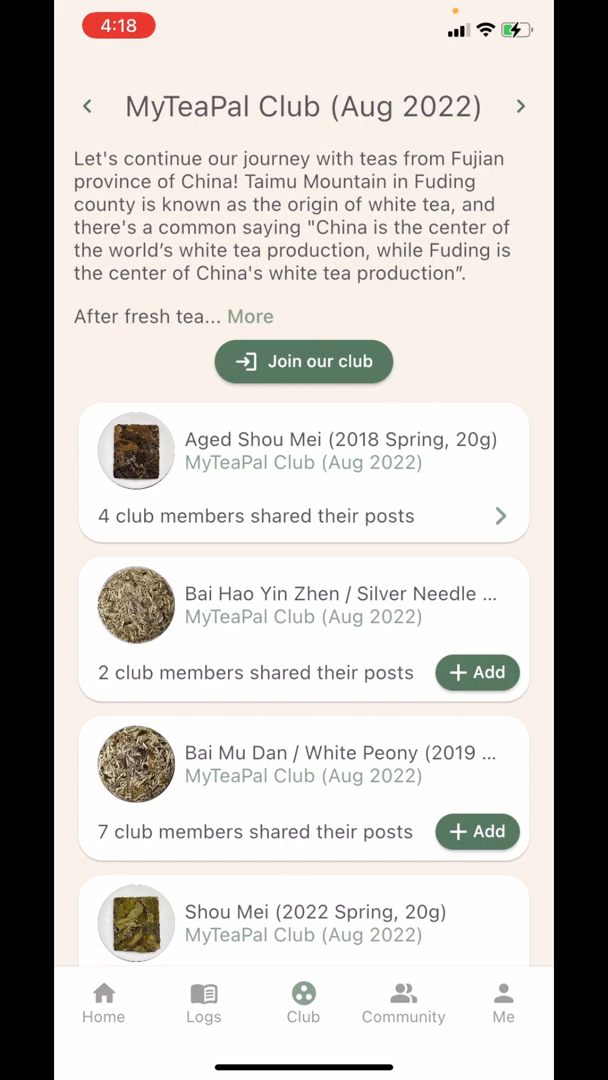 4:18
MyTeaPal Club (Aug 2022)
Let's continue our journey with teas from Fujian
province of China! Taimu Mountain in Fuding
county is known as the origin of white tea, and
there's a common saying "China is the center of
the world’s white tea production, while Fuding is
the center of China's white tea production”.
After fresh tea... More
Join our club
Aged Shou Mei (2018 Spring, 20g)
MyTeaPal Club (Aug 2022)
4 club members shared their posts
Bai Hao Yin Zhen / Silver Needle ...
MyTeaPal Club (Aug 2022)
2 club members shared their posts
+ Add
Bai Mu Dan / White Peony (2019 ...
MyTeaPal Club (Aug 2022)
7 club members shared their posts
+ Add
Shou Mei (2022 Spring, 20g)
MyTeaPal Club (Aug 2022)
Home
Logs
Club
Community
Me